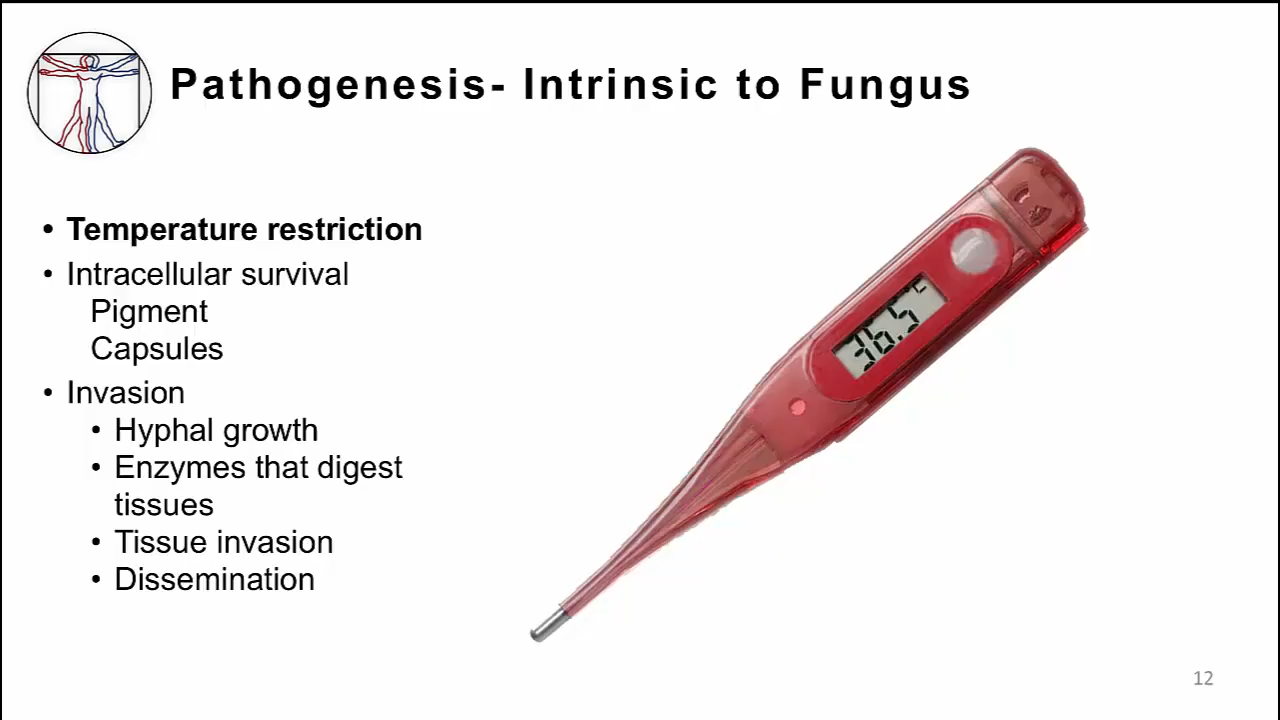 Pathogenesis- Intrinsic to Fungus
• Temperature restriction
• Intracellular survival
Pigment
Capsules
• Invasion
• Hyphal growth
• Enzymes that digest
tissues
• Tissue invasion
• Dissemination
36.5 °C
12